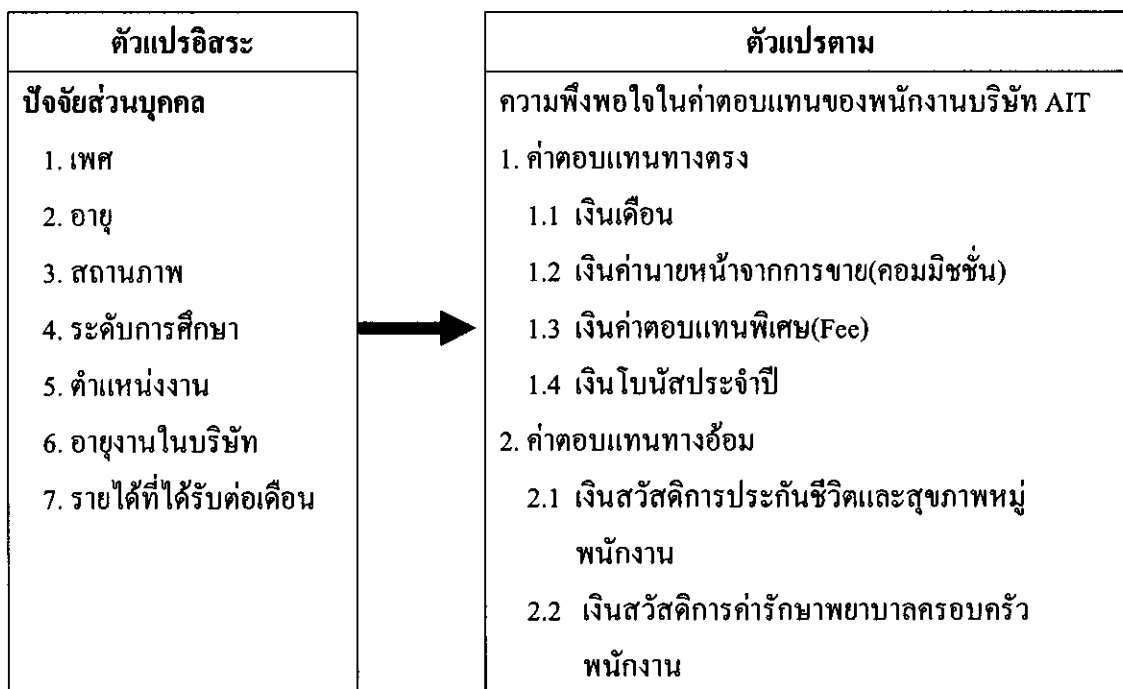 ตัวแปรอิสระ
ปัจจัยส่วนบุคคล
1. เพศ
2. อายุ
3. สถานภาพ
4. ระดับการศึกษา
5. ตำแหน่งงาน
6. อายุงานในบริษัท
7. รายได้ที่ได้รับต่อเดือน
ตัวแปรตาม
ความพึงพอใจในค่าตอบแทนของพนักงานบริษัท AIT
1. ค่าตอบแทนทางตรง
1.1 เงินเดือน
1.2 เงินค่านายหน้าจากการขาย(คอมมิชชั่น)
1.3 เงินค่าตอบแทนพิเศษ(Fee)
1.4 เงินโบนัสประจำปี
2. ค่าตอบแทนทางอ้อม
2.1 เงินสวัสดิการประกันชีวิตและสุขภาพหมู่
พนักงาน
2.2 เงินสวัสดิการค่ารักษาพยาบาลครอบครัว
พนักงาน